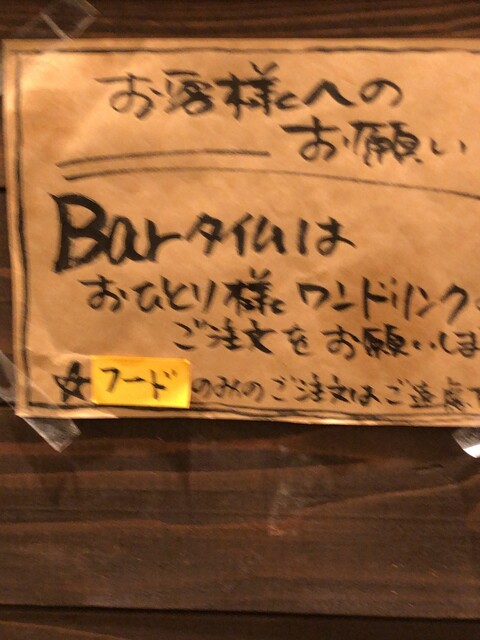 お客様への
お願い
Barタイムは
おひとり様 ワンドリンク
ご注文をお願いしま
☆フードのみのご注文はご遠慮